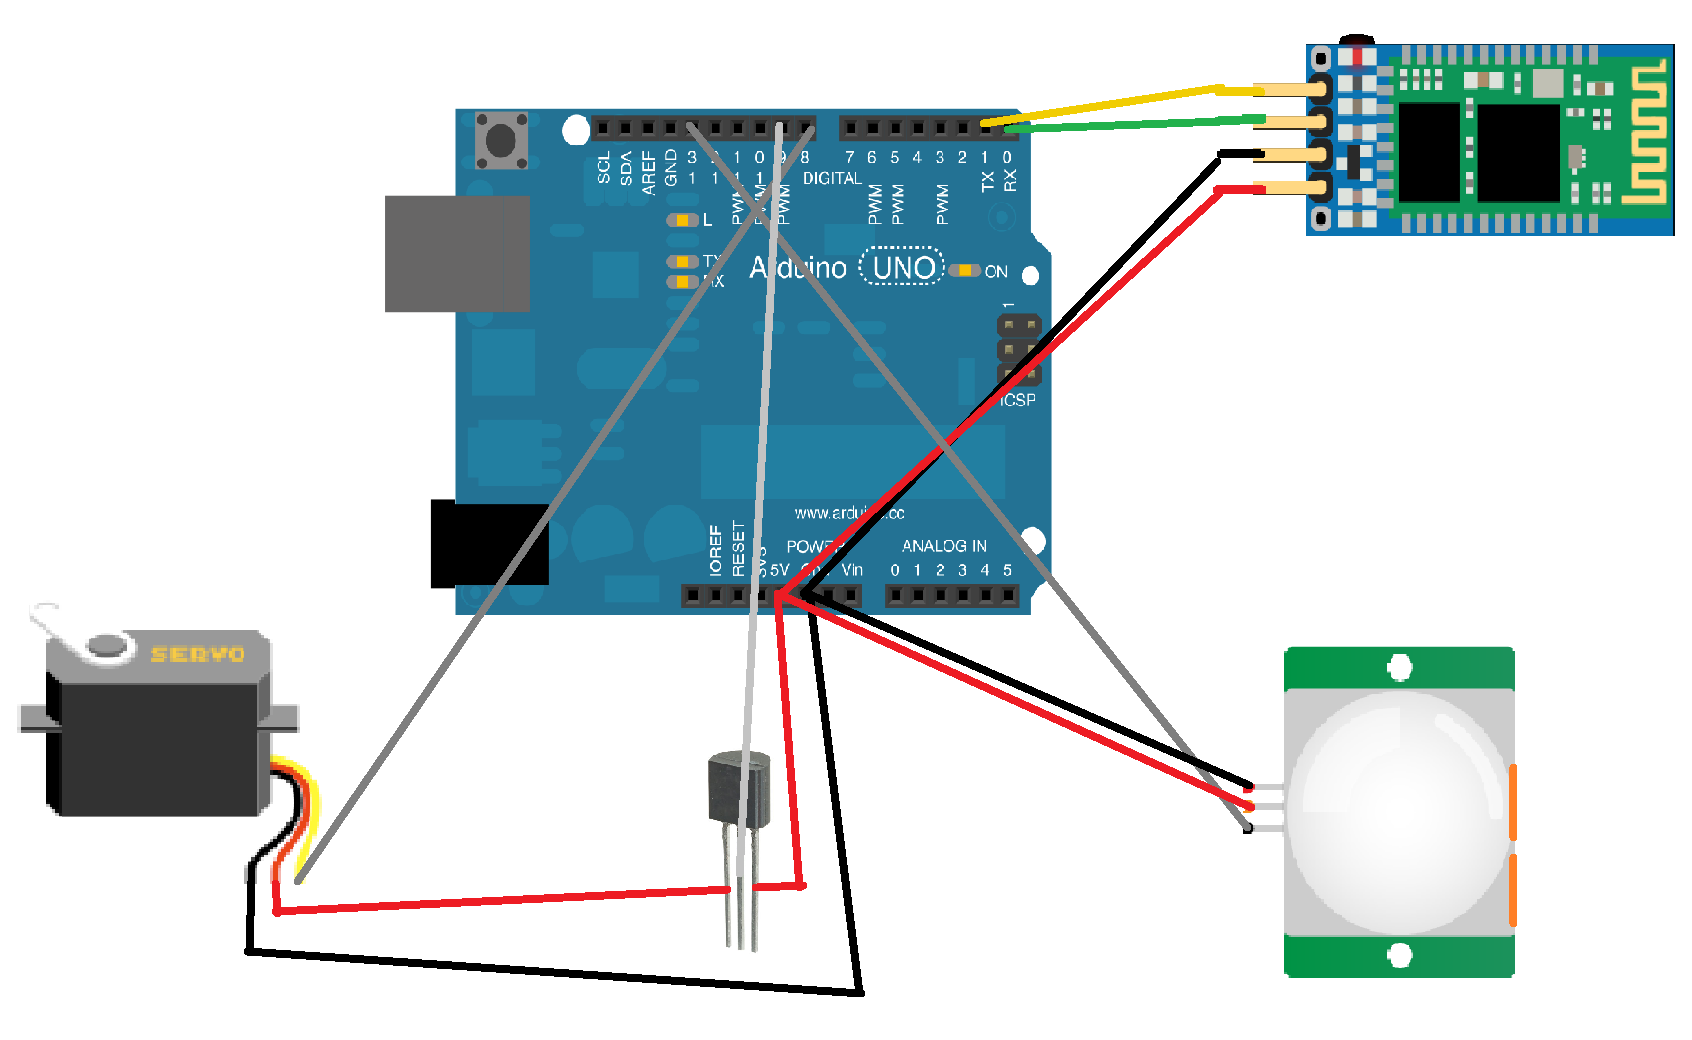 SCL SDA AREF GND 13 12 11 10 9 8 7 6 5 4 3 2 1 0
PWM PWM PWM DIGITAL PWM PWM PWM TX RX
L
TX
RX
Arduino UNO ON
1
ICSP
www.arduino.cc
IOREF RESET 3V3 POWER ANALOG IN
5V Gnd Vin 0 1 2 3 4 5
SERVO